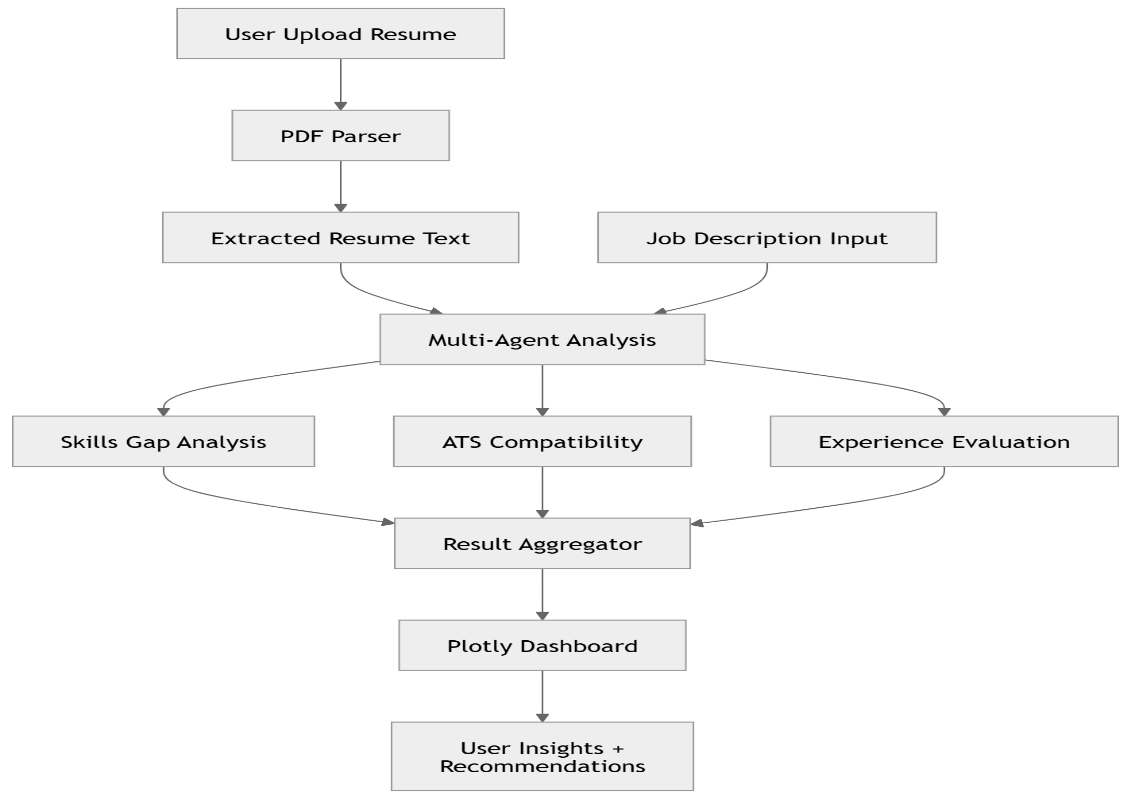 User Upload Resume
PDF Parser
Extracted Resume Text
Job Description Input
Multi-Agent Analysis
Skills Gap Analysis
ATS Compatibility
Experience Evaluation
Result Aggregator
Plotly Dashboard
User Insights +
Recommendations